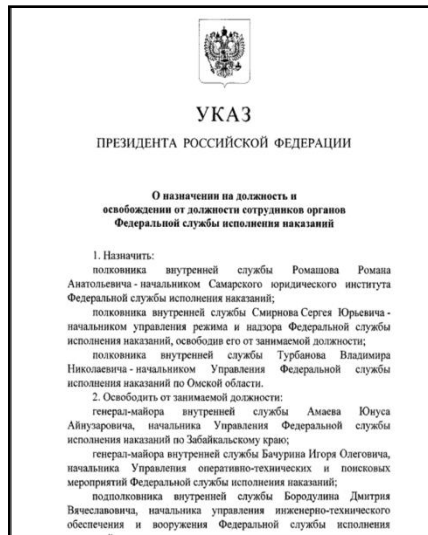 УКАЗ
ПРЕЗИДЕНТА РОССИЙСКОЙ ФЕДЕРАЦИИ
О назначении на должность и
освобождении от должности сотрудников органов
Федеральной службы исполнения наказаний
1. Назначить:
полковника внутренней службы Ромашова Романа
Анатольевича - начальником Самарского юридического института
Федеральной службы исполнения наказаний;
полковника внутренней службы Смирнова Сергея Юрьевича -
начальником управления режима и надзора Федеральной службы
исполнения наказаний, освободив его от занимаемой должности;
полковника внутренней службы Турбанова Владимира
Николаевича - начальником Управления Федеральной службы
исполнения наказаний по Омской области.
2. Освободить от занимаемой должности:
генерал-майора внутренней службы Амаева Юнуса
Айнузаровича, начальника Управления Федеральной службы
исполнения наказаний по Забайкальскому краю;
генерал-майора внутренней службы Бачурина Игоря Олеговича,
начальника Управления оперативно-технических и поисковых
мероприятий Федеральной службы исполнения наказаний;
подполковника внутренней службы Бородулина Дмитрия
Вячеславовича, начальника управления инженерно-технического
обеспечения и вооружения Федеральной службы исполнения